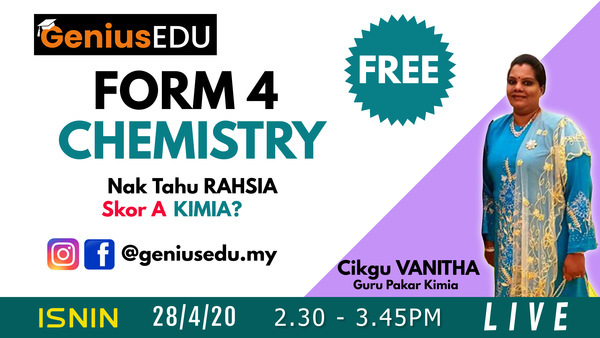 GeniusEDU
FORM 4
CHEMISTRY
FREE
Nak Tahu RAHSIA
Skor A KIMIA?
@geniusedu.my
Cikgu VANITHA
Guru Pakar Kimia
ISNIN 28/4/20 2.30 - 3.45PM LIVE